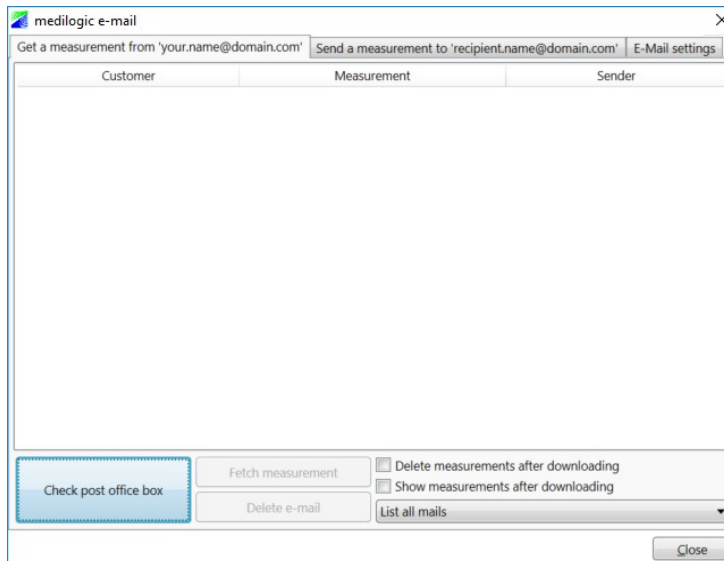 medilogic e-mail
Get a measurement from 'your.name@domain.com' Send a measurement to 'recipient.name@domain.com' E-Mail settings
Customer Measurement Sender
Check post office box
Fetch measurement
Delete e-mail
Delete measurements after downloading
Show measurements after downloading
List all mails
Close